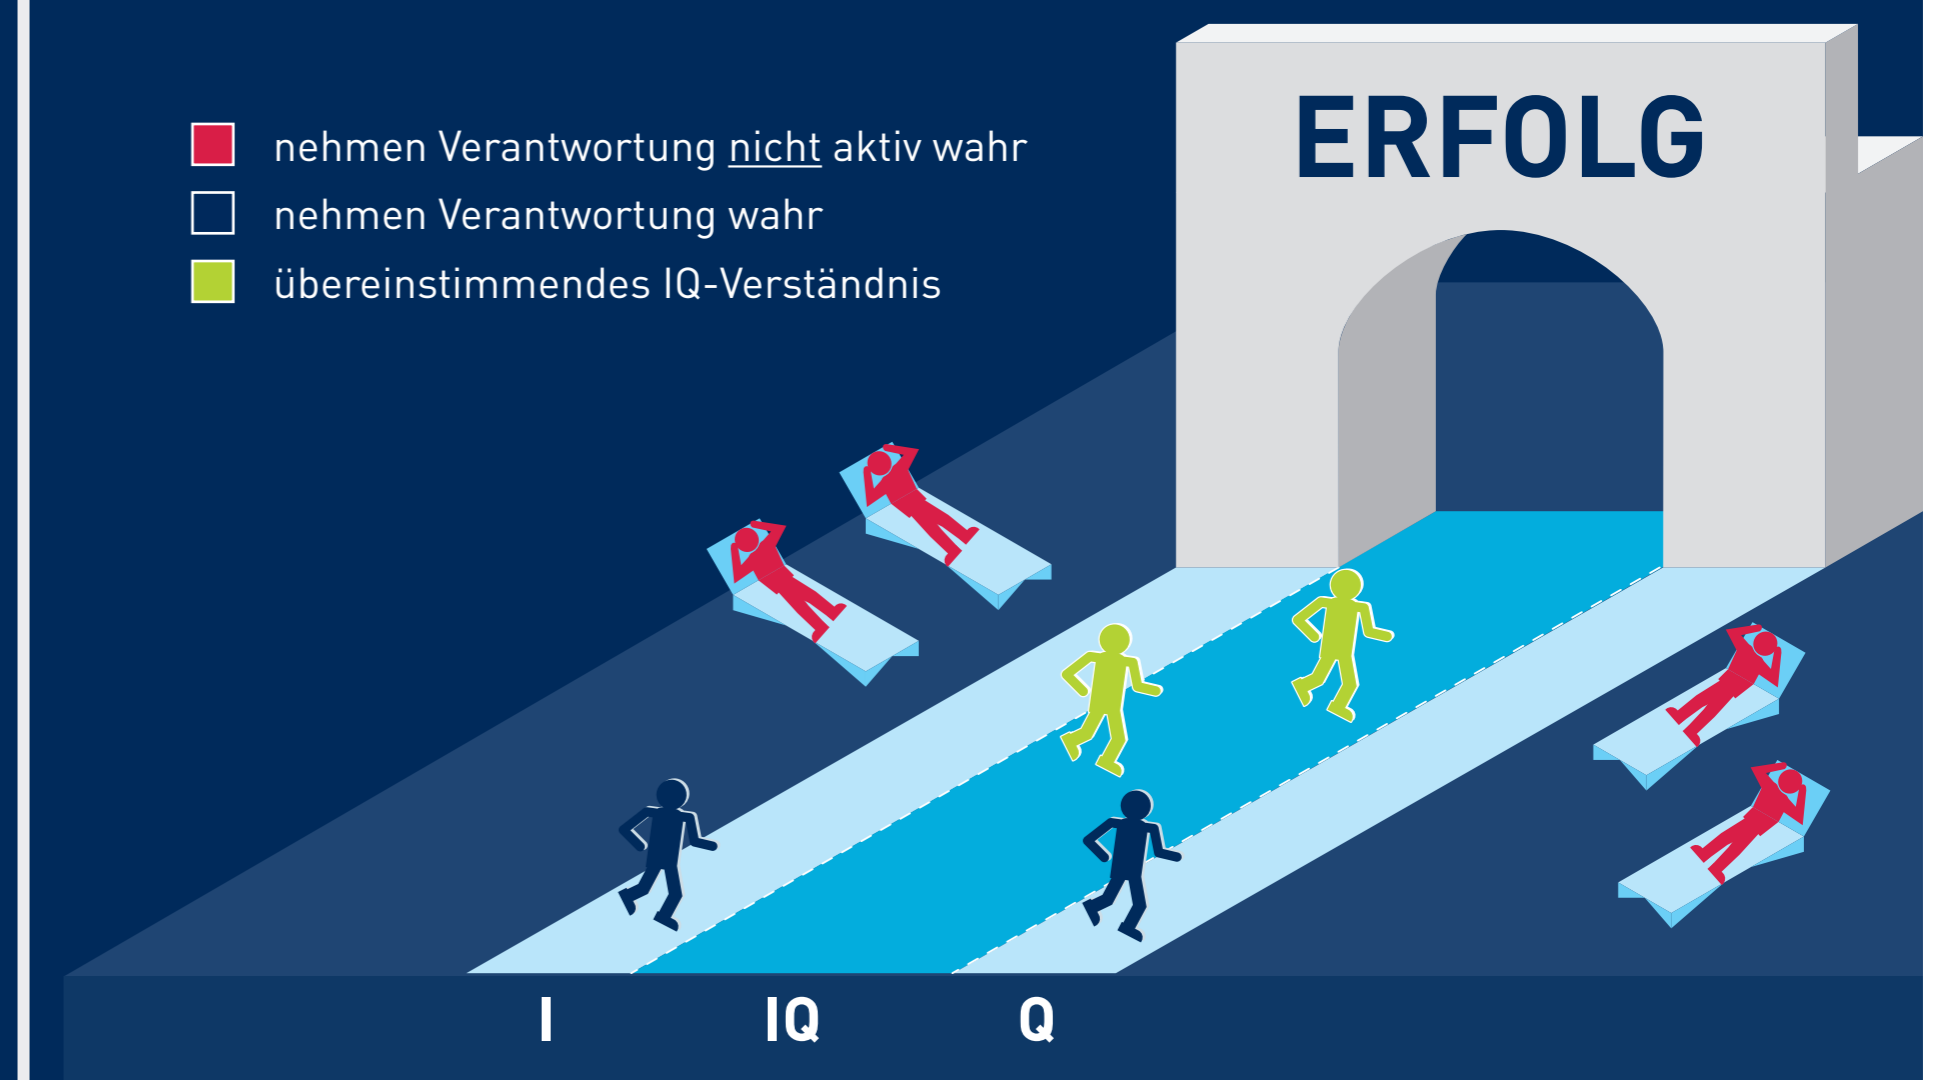 ERFOLG
nehmen Verantwortung nicht aktiv wahr
nehmen Verantwortung wahr
übereinstimmendes IQ-Verständnis
I
IQ
Q